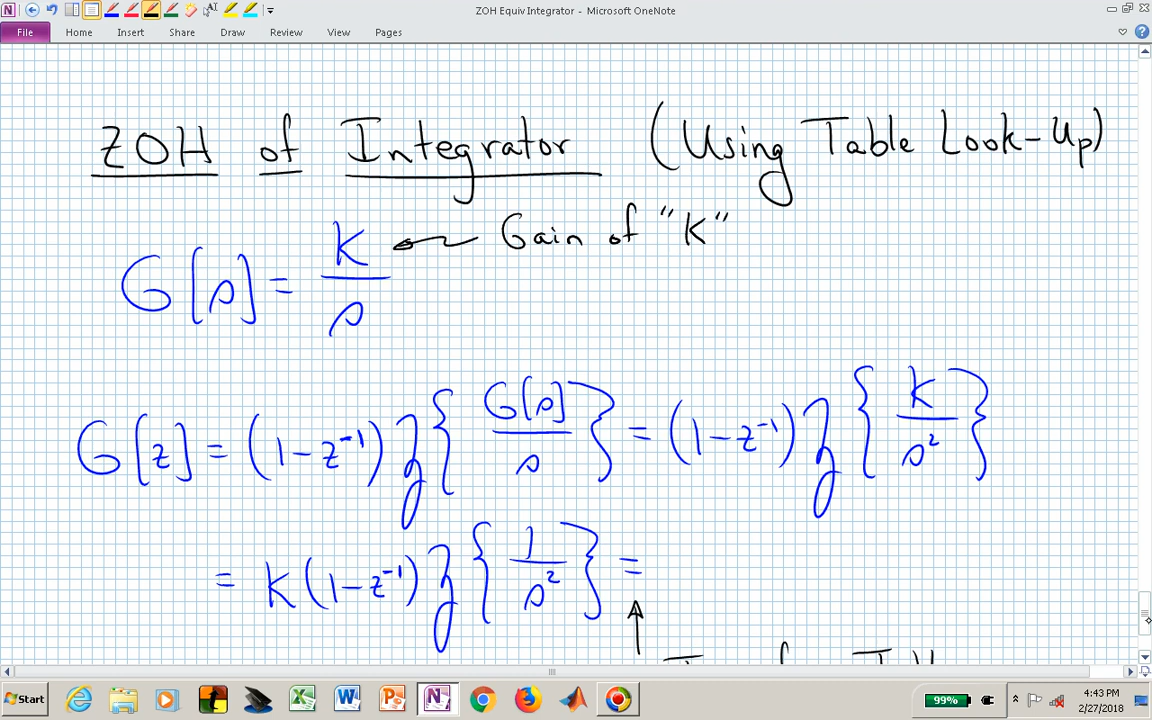 ZOH Equiv Integrator - Microsoft OneNote
File Home Insert Share Draw Review View Pages
ZOH of Integrator (Using Table Look-Up)
G[s] = K/s ← Gain of "K"
G[z] = (1-z⁻¹) 𝓏{G[s]/s} = (1-z⁻¹) 𝓏{K/s²}
= K(1-z⁻¹) 𝓏{1/s²} =
Start
99%
4:43 PM
2/27/2018